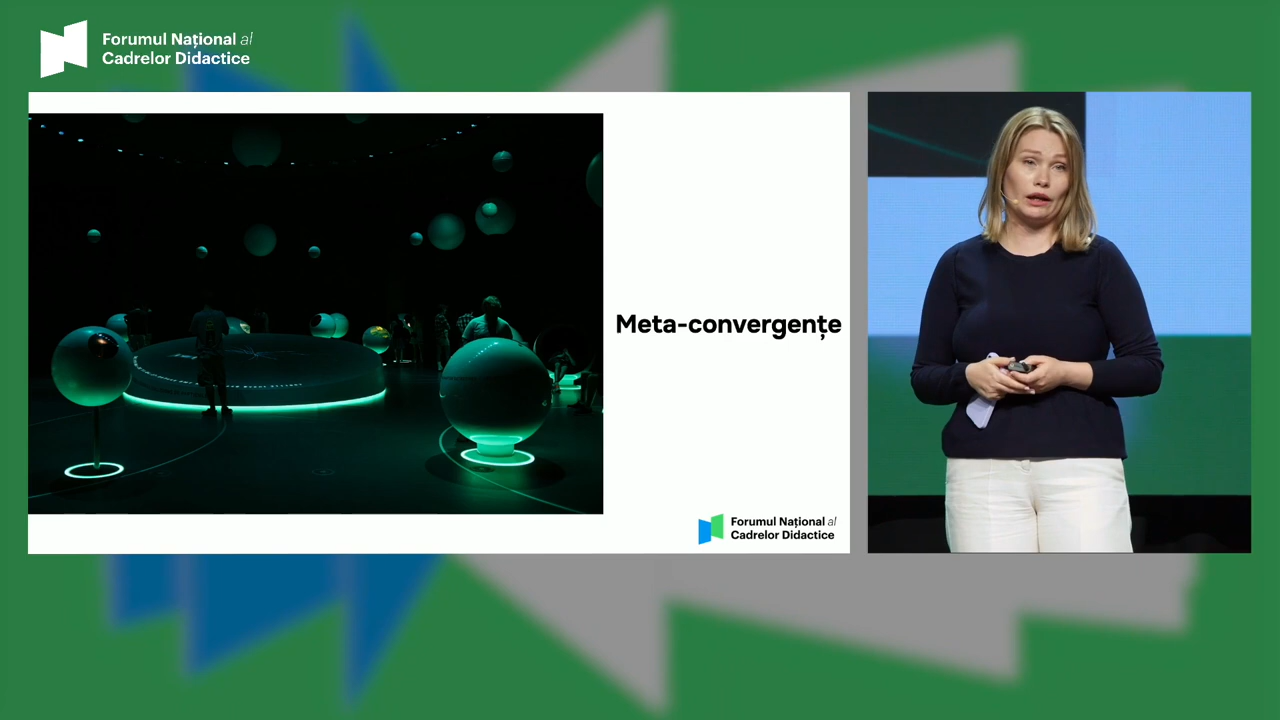 Forumul Național al
Cadrelor Didactice
Meta-convergențe
Forumul Național al
Cadrelor Didactice